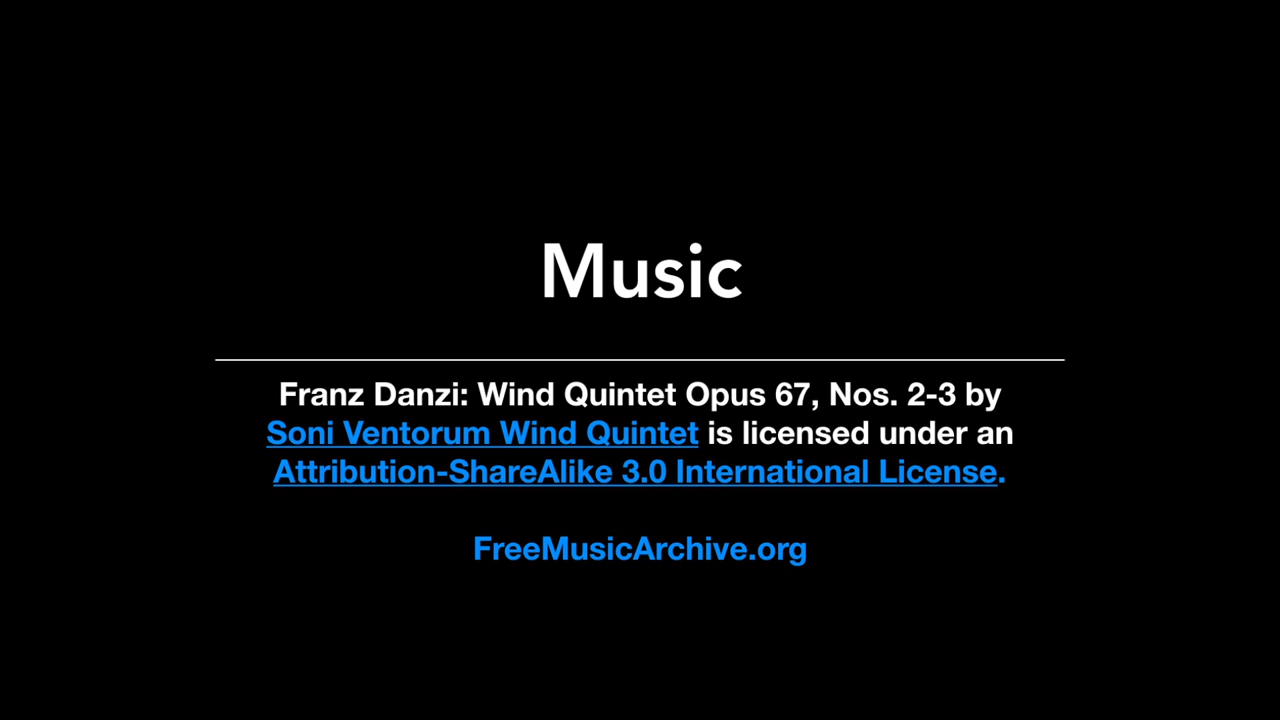 Music
Franz Danzi: Wind Quintet Opus 67, Nos. 2-3 by
Soni Ventorum Wind Quintet is licensed under an
Attribution-ShareAlike 3.0 International License.
FreeMusicArchive.org